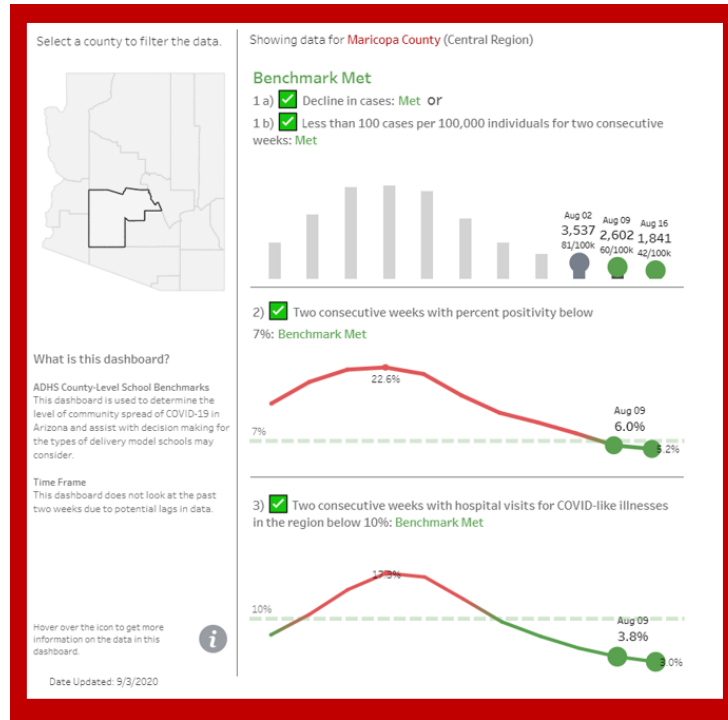 Select a county to filter the data.
What is this dashboard?
ADHS County-Level School Benchmarks
This dashboard is used to determine the
level of community spread of COVID-19 in
Arizona and assist with decision making for
the types of delivery model schools may
consider.
Time Frame
This dashboard does not look at the past
two weeks due to potential lags in data.
Hover over the icon to get more
information on the data in this
dashboard.
i
Date Updated: 9/3/2020
Showing data for Maricopa County (Central Region)
Benchmark Met
1 a) Decline in cases: Met or
1 b) Less than 100 cases per 100,000 individuals for two consecutive
weeks: Met
Aug 02 Aug 09 Aug 16
3,537 2,602 1,841
81/100k 60/100k 42/100k
2) Two consecutive weeks with percent positivity below
7%: Benchmark Met
22.6%
7%
Aug 09
6.0%
5.2%
3) Two consecutive weeks with hospital visits for COVID-like illnesses
in the region below 10%: Benchmark Met
10%
Aug 09
3.8%
3.0%